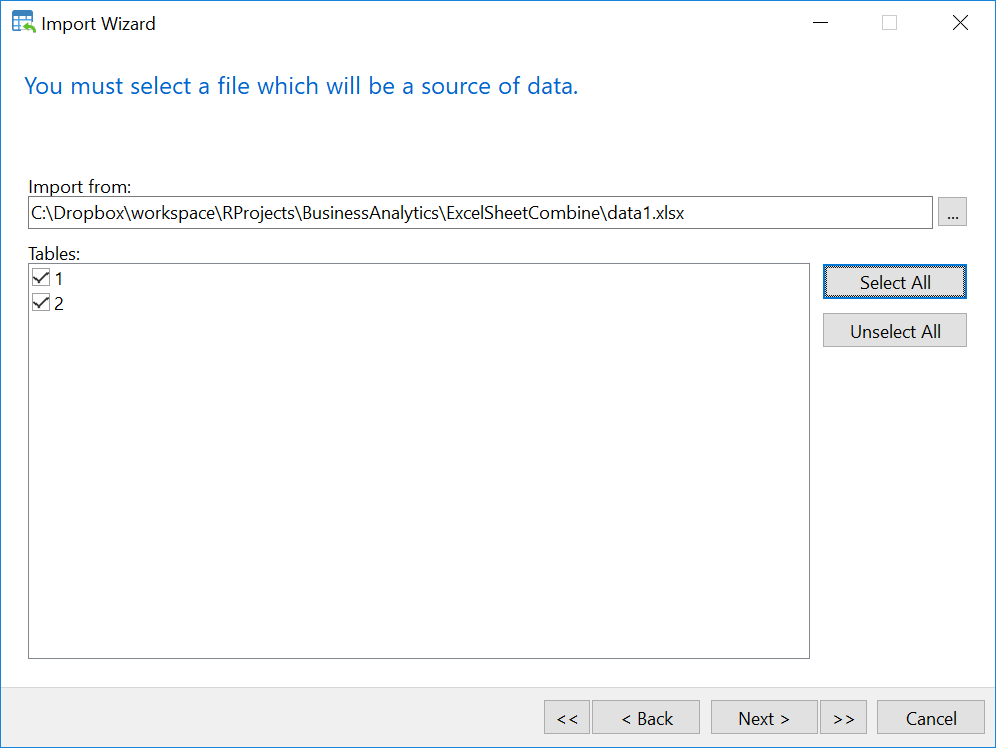 Import Wizard
You must select a file which will be a source of data.
Import from:
C:\Dropbox\workspace\RProjects\BusinessAnalytics\ExcelSheetCombine\data1.xlsx
...
Tables:
1
2
Select All
Unselect All
<<
< Back
Next >
>>
Cancel